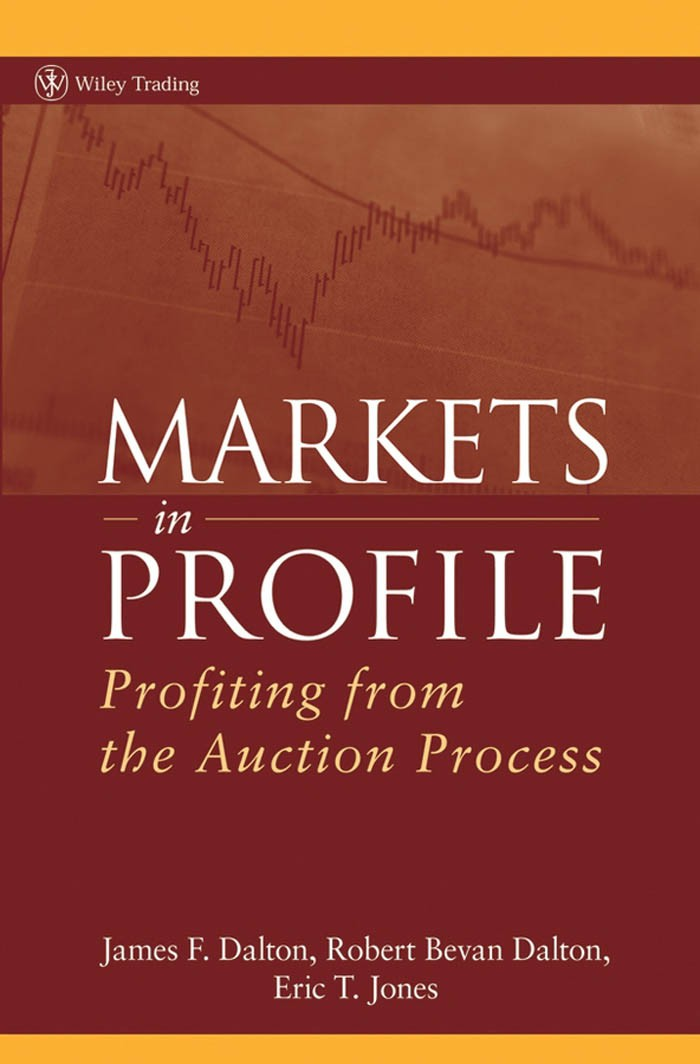 Wiley Trading
MARKETS
in
PROFILE
Profiting from
the Auction Process
James F. Dalton, Robert Bevan Dalton,
Eric T. Jones